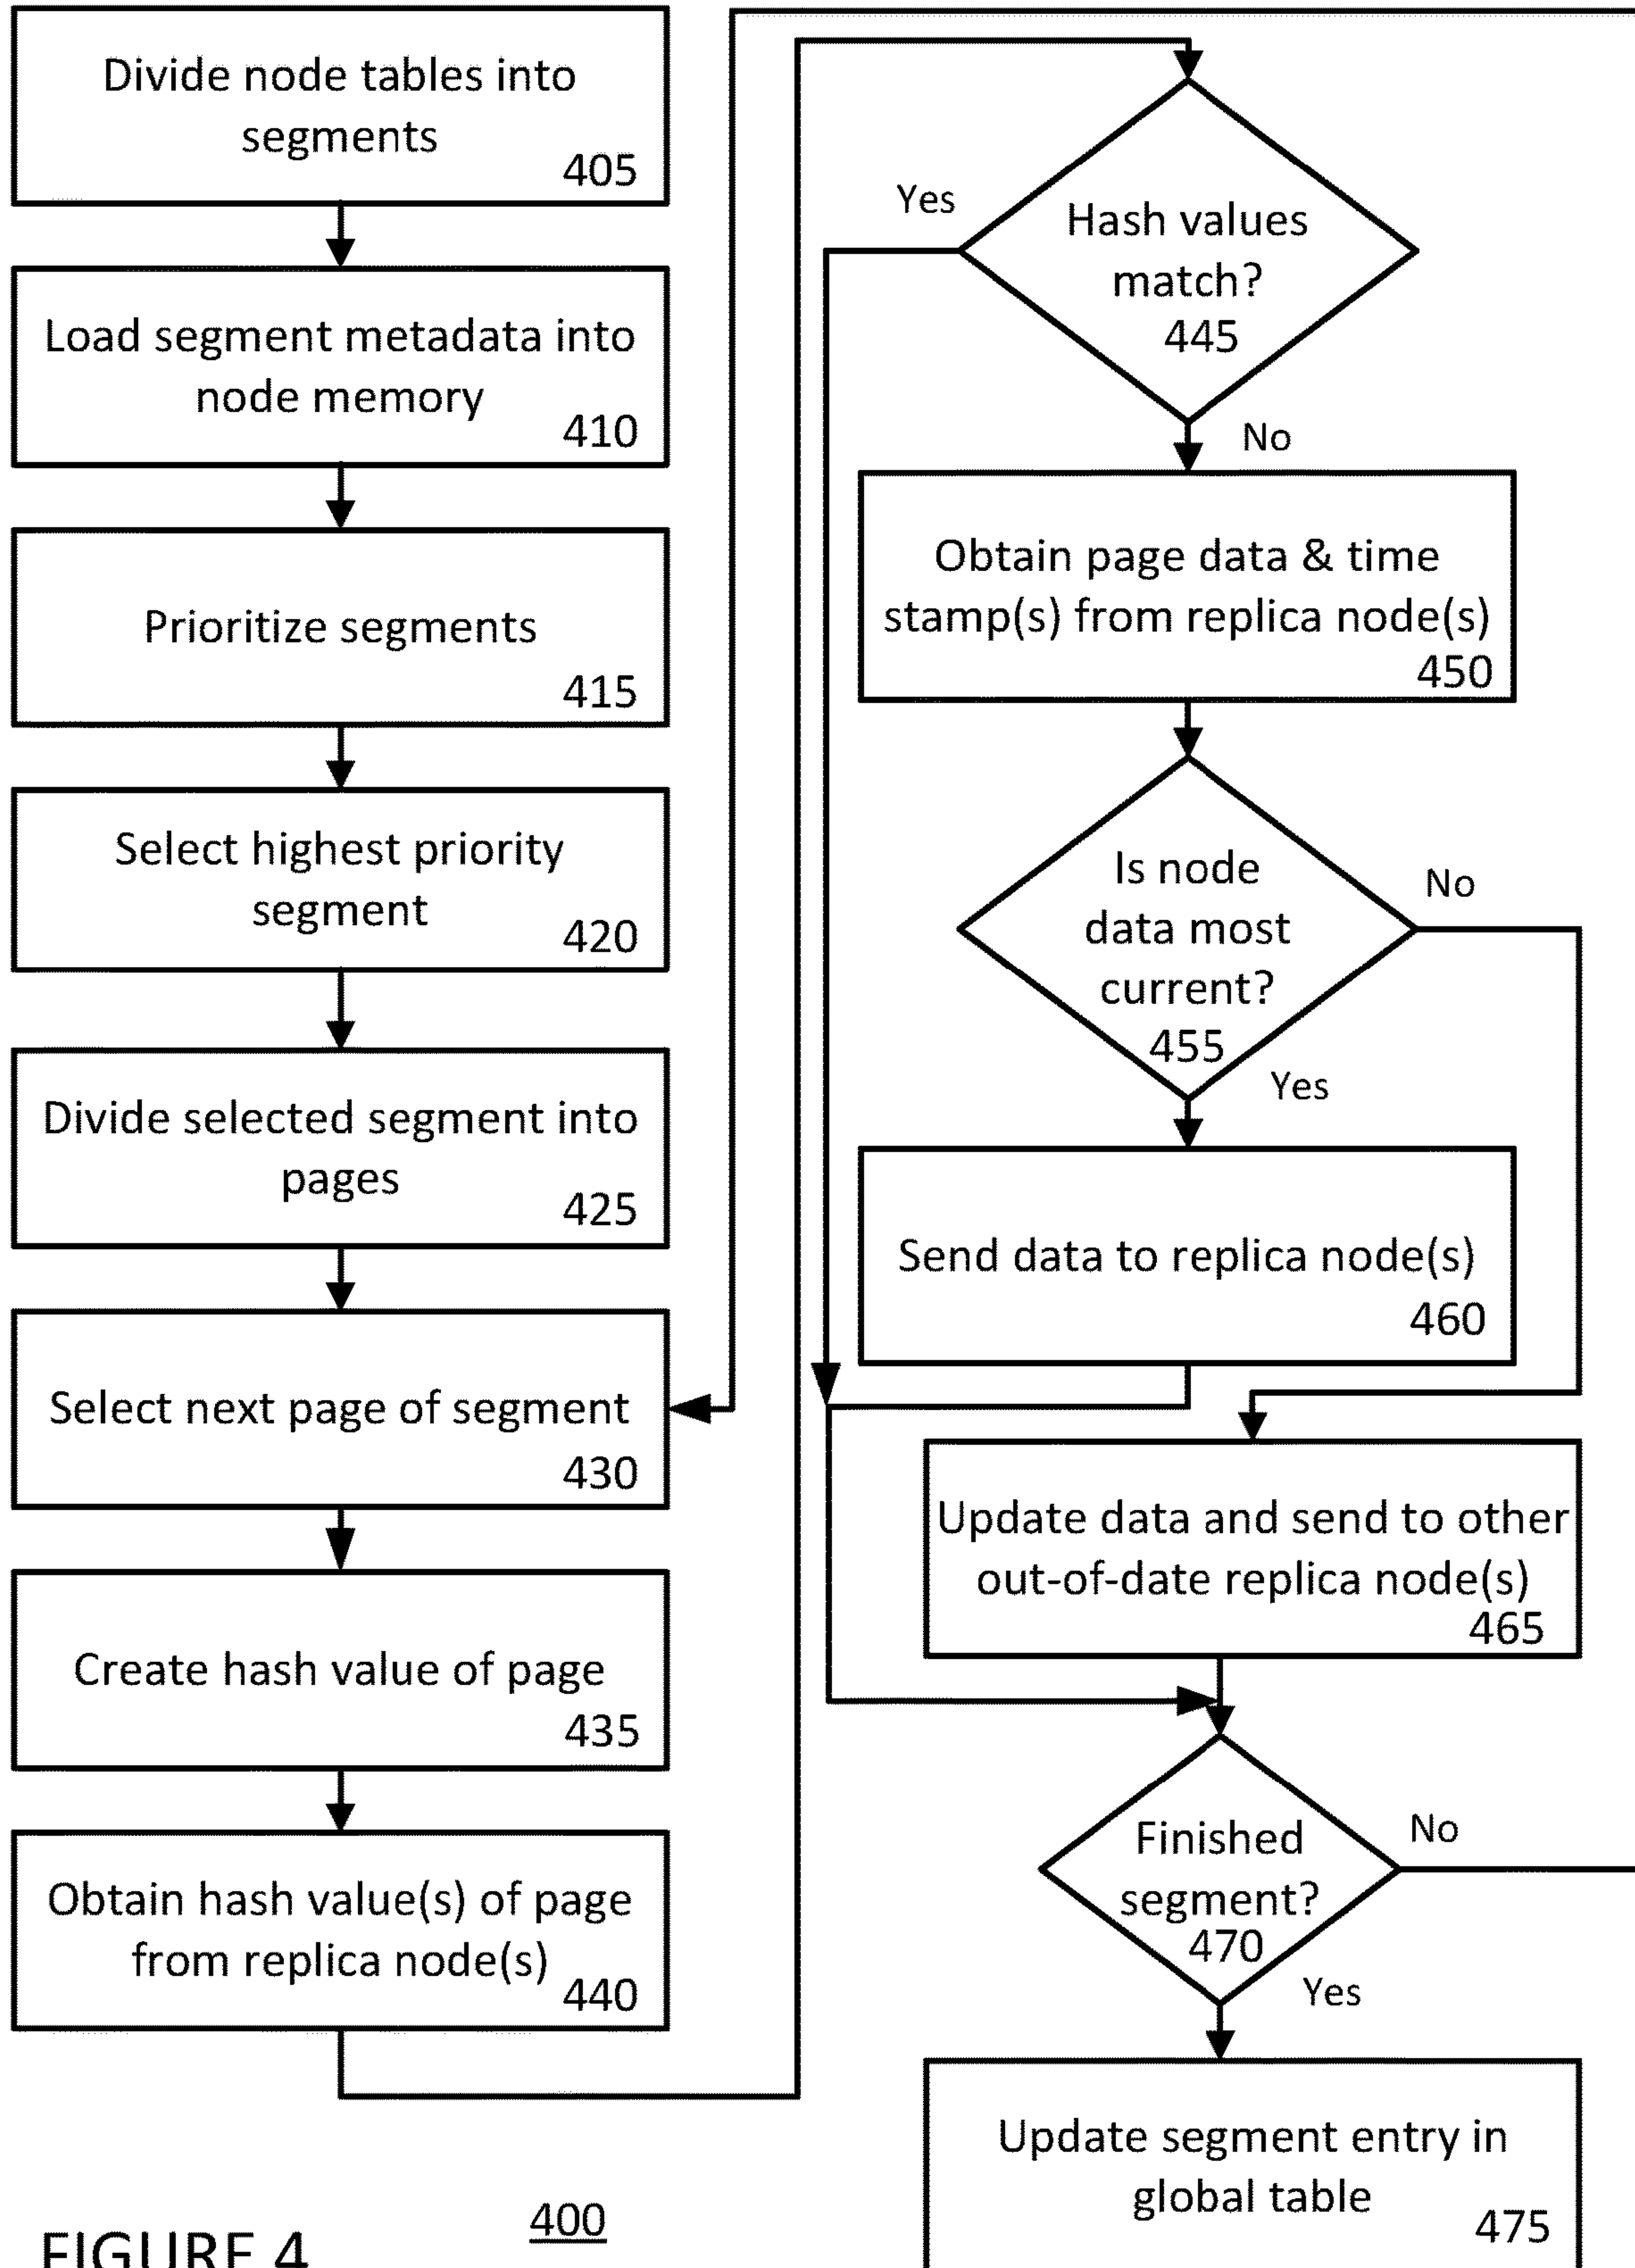 Divide node tables into
segments
405
Load segment metadata into
node memory
410
Prioritize segments
415
Select highest priority
segment
420
Divide selected segment into
pages
425
Select next page of segment
430
Create hash value of page
435
Obtain hash value(s) of page
from replica node(s)
440
Yes
Hash values
match?
445
No
Obtain page data & time
stamp(s) from replica node(s)
450
Is node
data most
current?
455
No
Yes
Send data to replica node(s)
460
Update data and send to other
out-of-date replica node(s)
465
Finished
segment?
470
No
Yes
Update segment entry in
global table
475
FIGURE 4
400